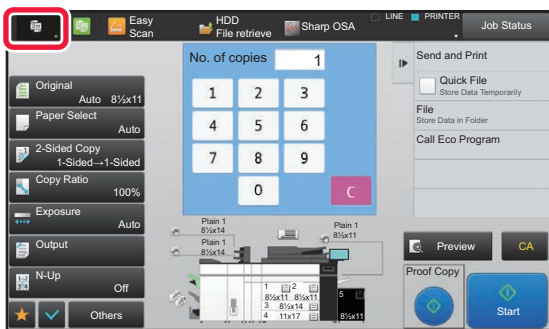 Easy
Scan
HDD
File retrieve
Sharp OSA
LINE
PRINTER
Job Status
No. of copies
1
Original
Auto 8½x11
Paper Select
Auto
2-Sided Copy
1-Sided→1-Sided
Copy Ratio
100%
Exposure
Auto
Output
N-Up
Off
Others
1
2
3
4
5
6
7
8
9
0
C
Plain 1
8½x14
Plain 1
8½x14
Plain 1
8½x11
1
2
8½x11 8½x11
3
8½x14
4
11x17
5
8½x11
Send and Print
Quick File
Store Data Temporarily
File
Store Data in Folder
Call Eco Program
Preview
CA
Proof Copy
Start